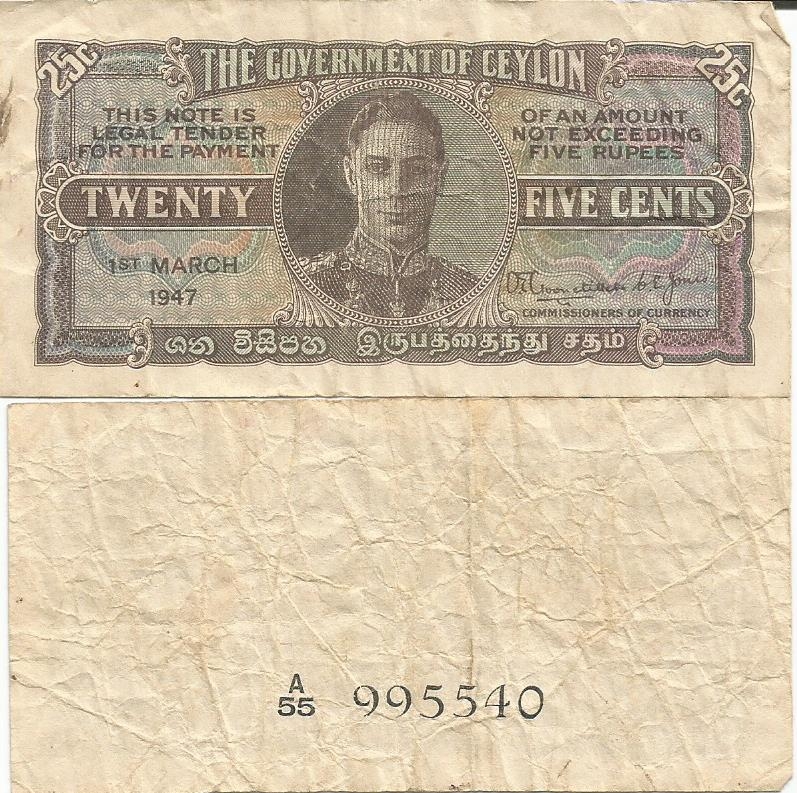 25C
THE GOVERNMENT OF CEYLON
25C
THIS NOTE IS
LEGAL TENDER
FOR THE PAYMENT
OF AN AMOUNT
NOT EXCEEDING
FIVE RUPEES
TWENTY
FIVE CENTS
1ST MARCH
1947
COMMISSIONERS OF CURRENCY
ශත විසිපහ இருபத்தைந்து சதம்
A
55 995540